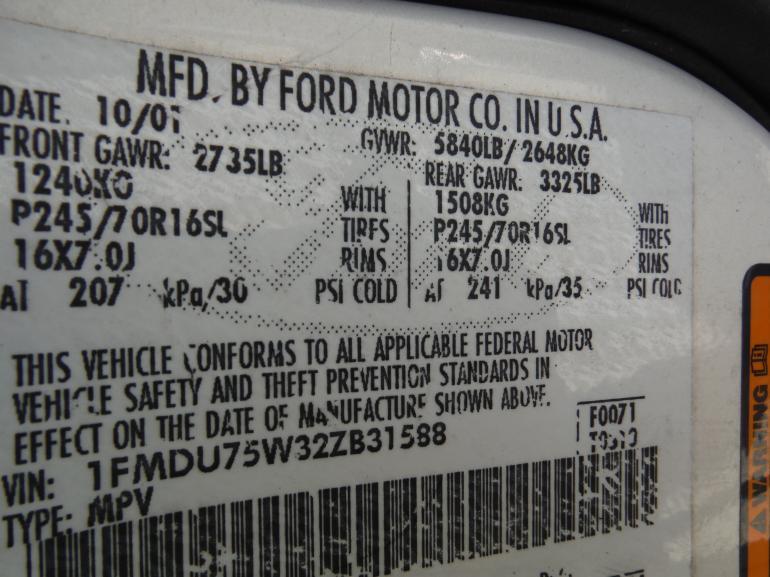 MFD. BY FORD MOTOR CO. IN U.S.A.
DATE. 10/01 GVWR: 5840LB/2648KG
FRONT GAWR: 2735LB REAR GAWR: 3325LB
1240KG WITH 1508KG WITH
P245/70R16SL TIRES P245/70R16SL TIRES
16X7.0J RIMS 16X7.0J RIMS
AT 207 kPa/30 PSI COLD AT 241 kPa/35 PSI COLD
THIS VEHICLE CONFORMS TO ALL APPLICABLE FEDERAL MOTOR
VEHICLE SAFETY AND THEFT PREVENTION STANDARDS IN
EFFECT ON THE DATE OF MANUFACTURE SHOWN ABOVE.
VIN: 1FMDU75W32ZB31588 F0071
TYPE: MPV
WARNING